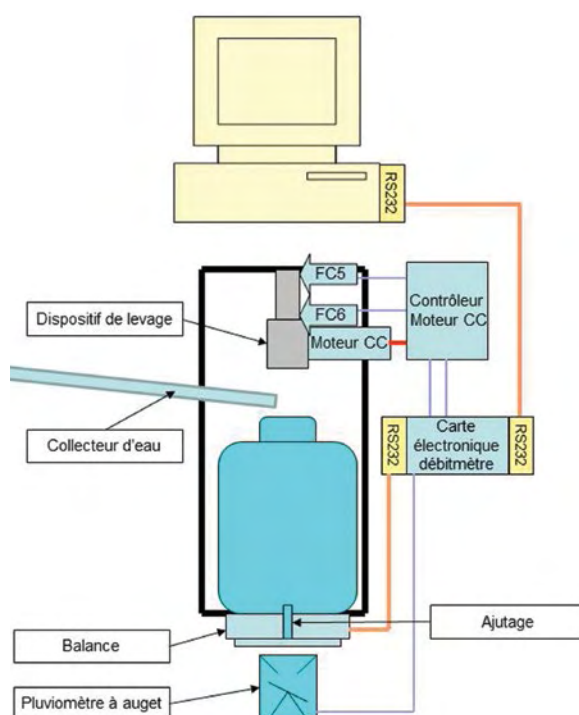 RS232
FC5
FC6
Contrôleur
Moteur CC
Dispositif de levage
Moteur CC
Collecteur d'eau
RS232
Carte
électronique
débitmètre
RS232
Balance
Ajutage
Pluviomètre à auget